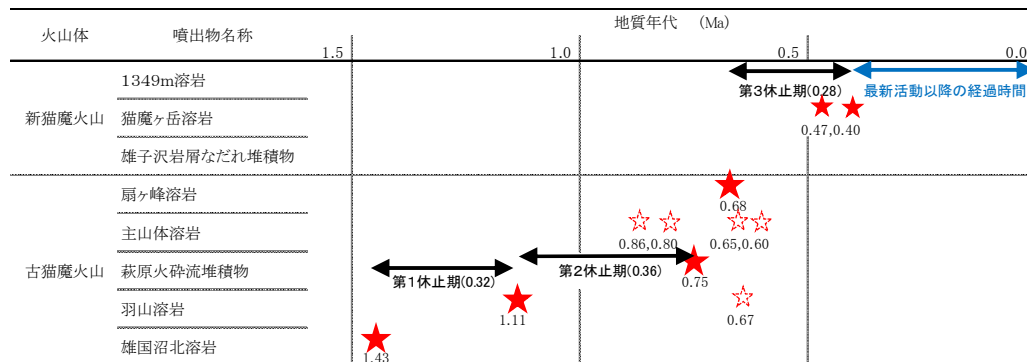 火山体
噴出物名称
地質年代 (Ma)
1.5
1.0
0.5
0.0
1349m溶岩
第3休止期(0.28)
最新活動以降の経過時間
新猫魔火山
猫魔ヶ岳溶岩
0.47,0.40
雄子沢岩屑なだれ堆積物
扇ヶ峰溶岩
0.68
主山体溶岩
0.86,0.80
0.65,0.60
古猫魔火山
萩原火砕流堆積物
第1休止期(0.32)
第2休止期(0.36)
0.75
羽山溶岩
1.11
0.67
雄国沼北溶岩
1.43